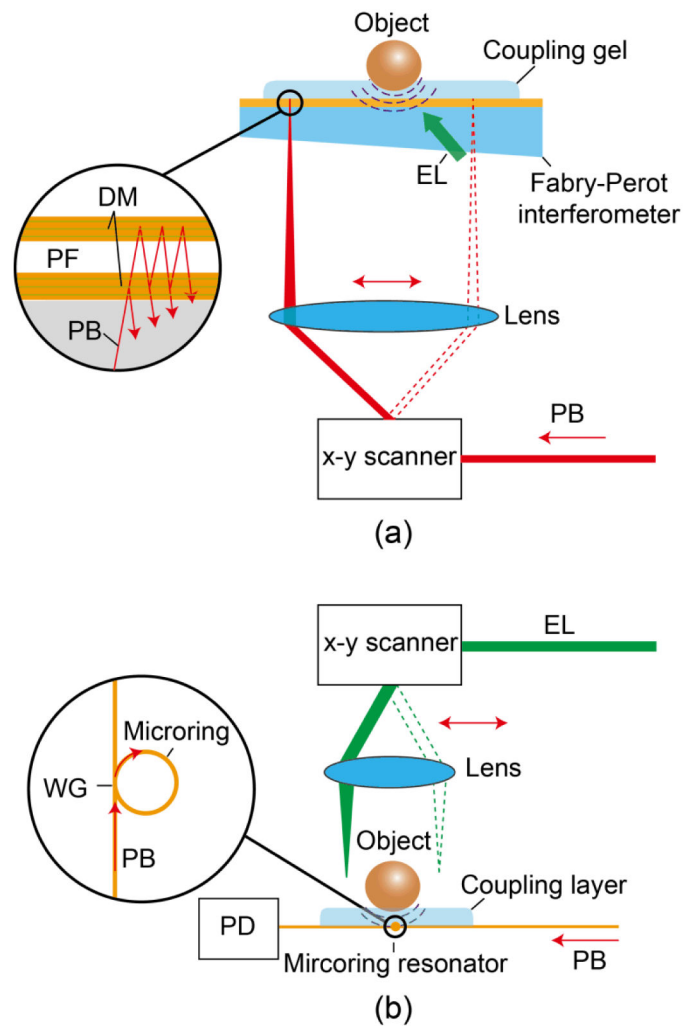 Object
Coupling gel
EL
Fabry-Perot
interferometer
DM
PF
PB
Lens
PB
x-y scanner
(a)
x-y scanner
EL
Microring
WG
PB
Lens
Object
Coupling layer
PD
Mircoring resonator
PB
(b)